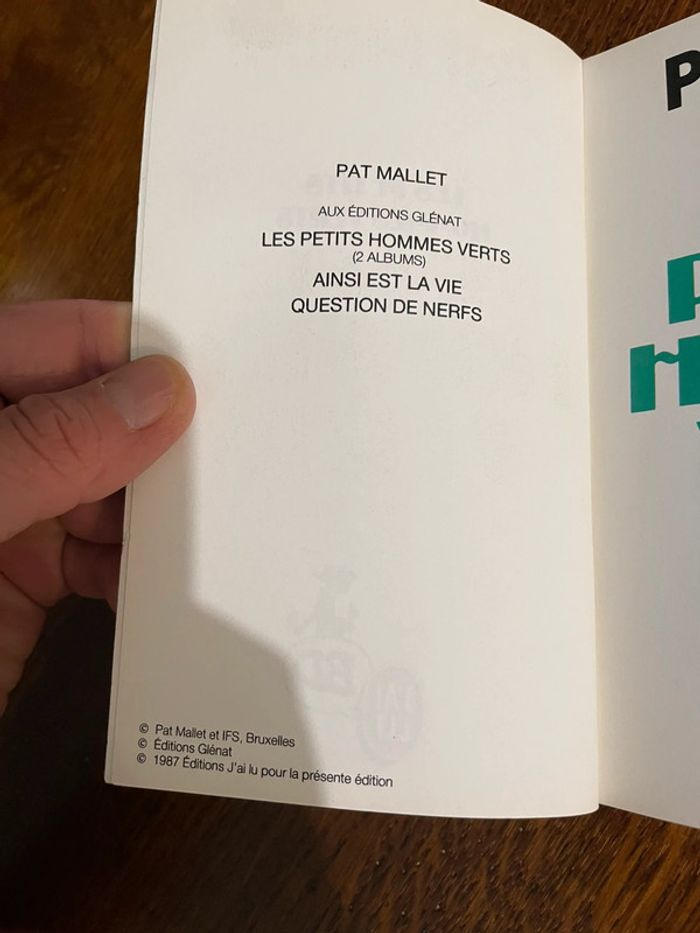 PAT MALLET
AUX ÉDITIONS GLÉNAT
LES PETITS HOMMES VERTS
(2 ALBUMS)
AINSI EST LA VIE
QUESTION DE NERFS
© Pat Mallet et IFS, Bruxelles
© Éditions Glénat
© 1987 Éditions J'ai lu pour la présente édition